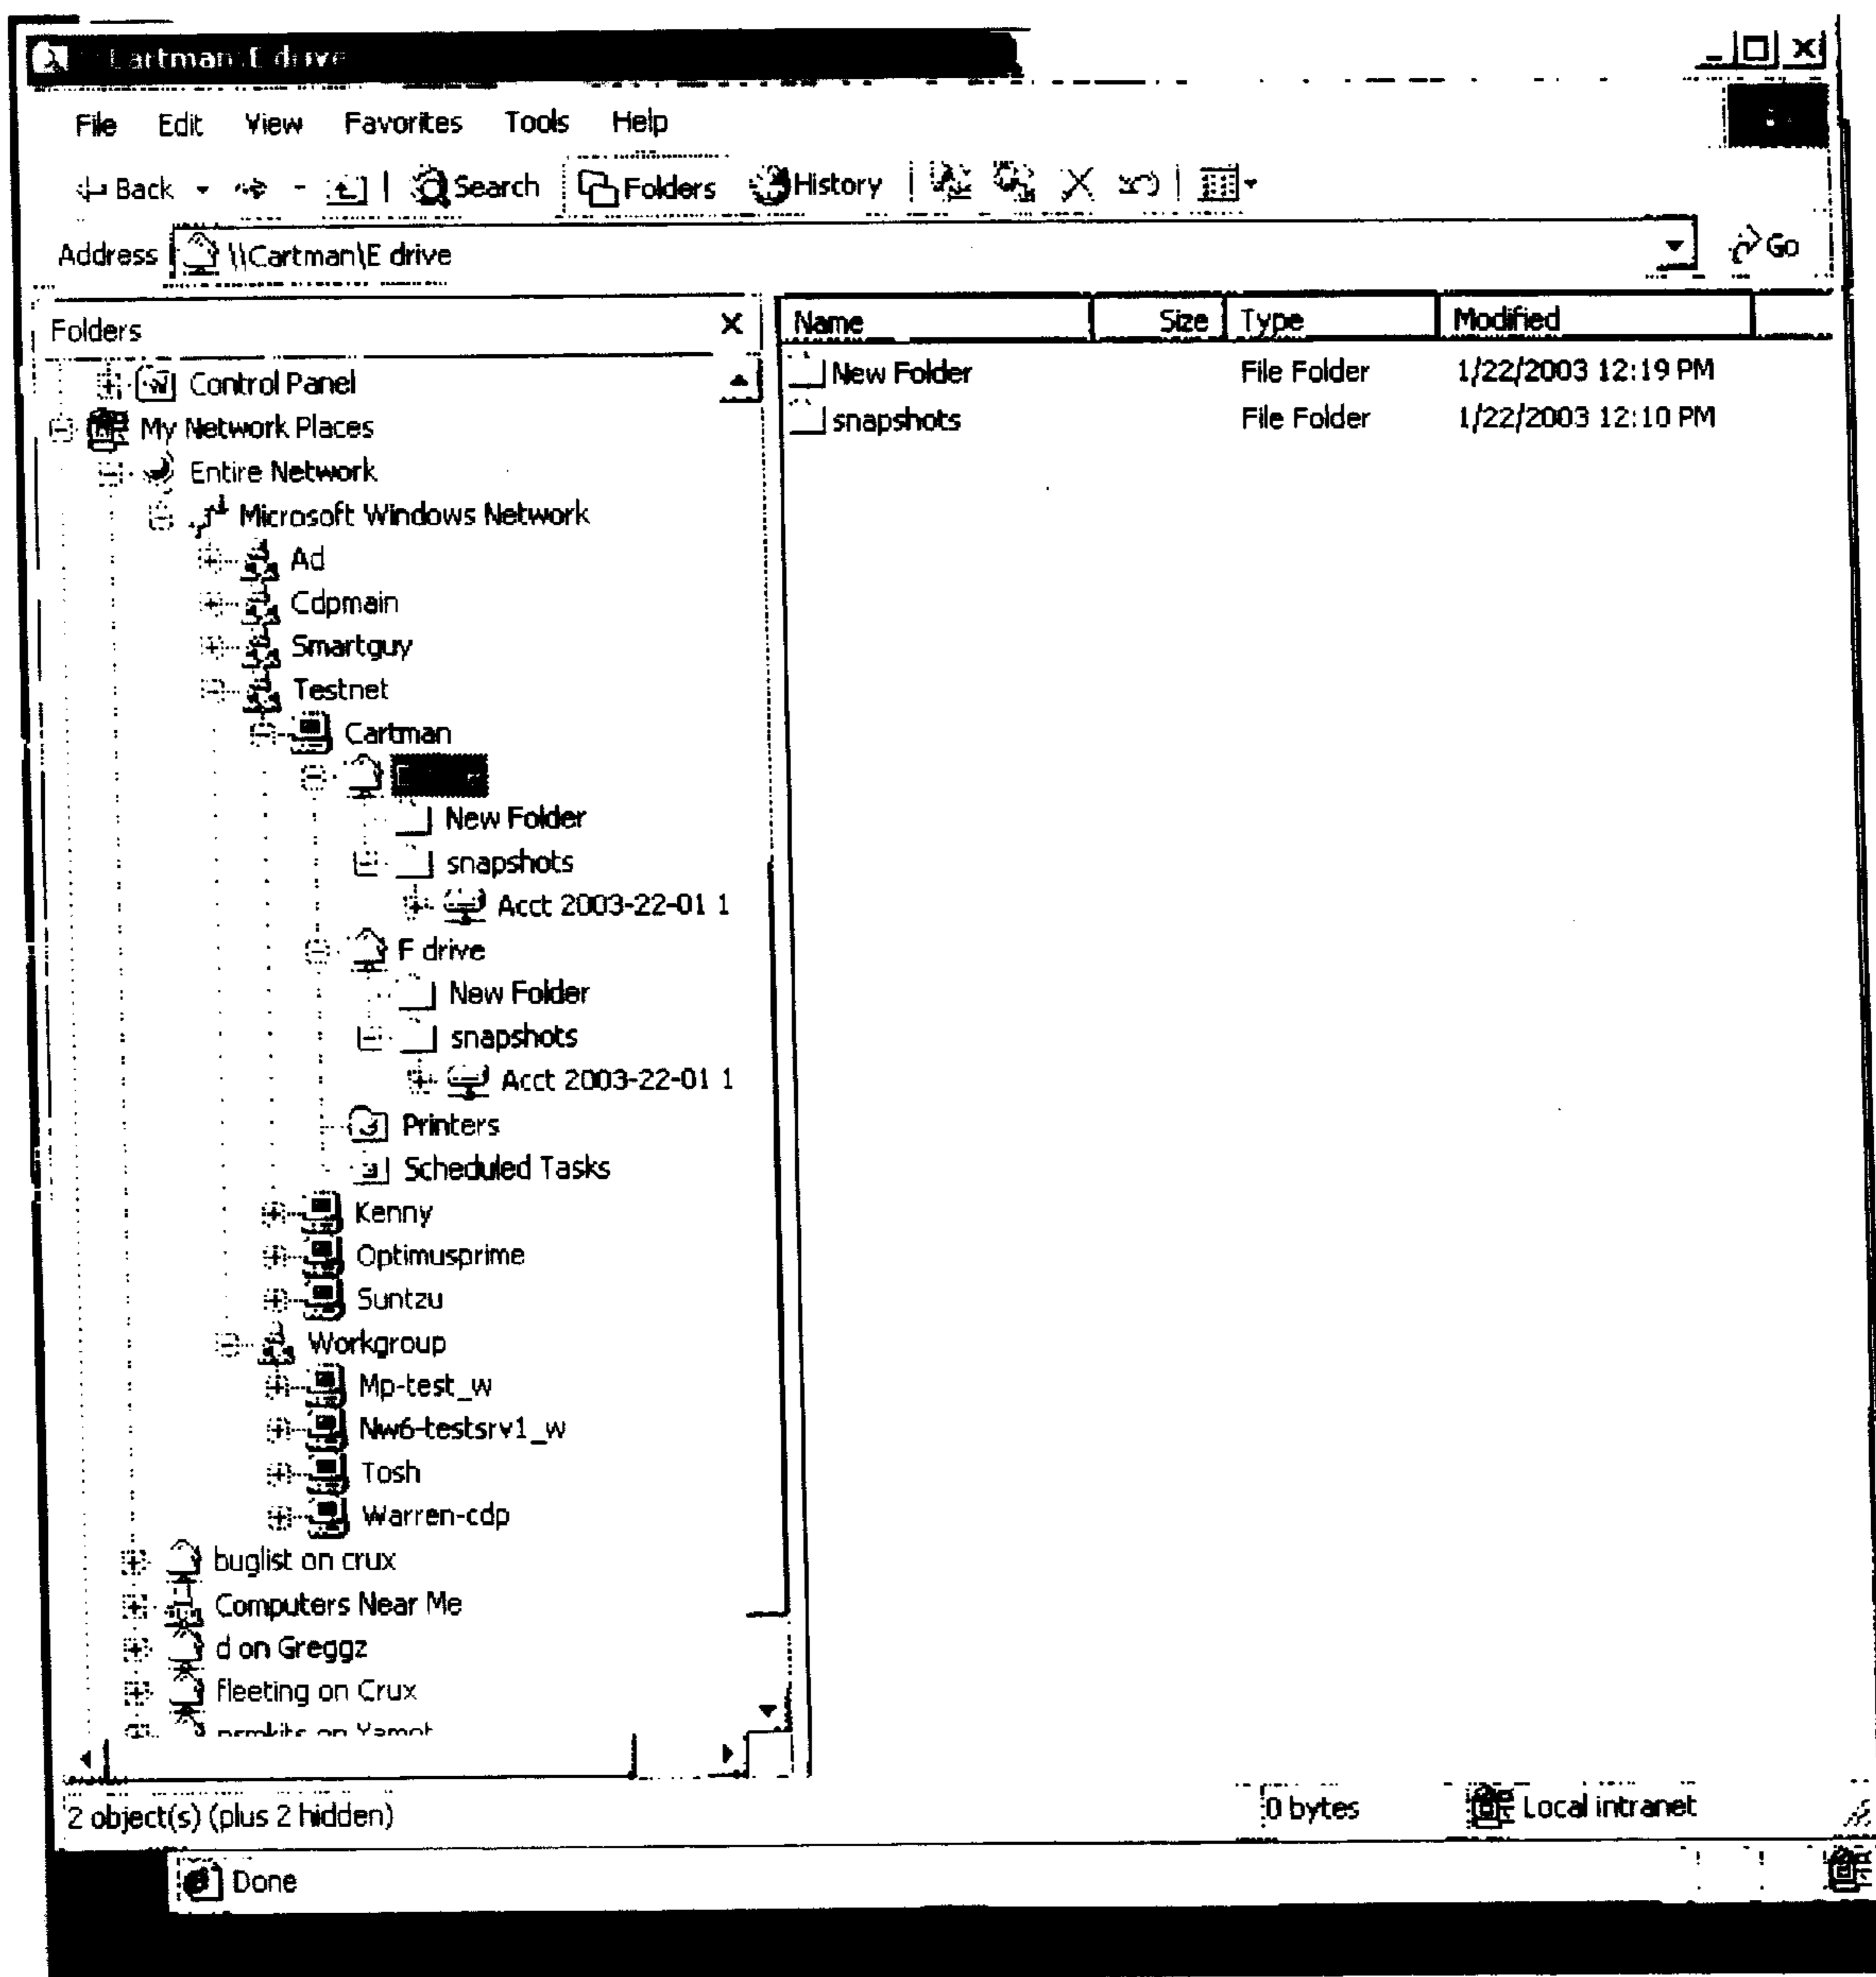 Cartman\E drive
File Edit View Favorites Tools Help
Back Search Folders History
Address \\Cartman\E drive Go
Folders
Name Size Type Modified
New Folder File Folder 1/22/2003 12:19 PM
snapshots File Folder 1/22/2003 12:10 PM
Control Panel
My Network Places
Entire Network
Microsoft Windows Network
Ad
Cdpmain
Smartguy
Testnet
Cartman
New Folder
snapshots
Acct 2003-22-01 1
F drive
New Folder
snapshots
Acct 2003-22-01 1
Printers
Scheduled Tasks
Kenny
Optimusprime
Suntzu
Workgroup
Mp-test_w
Nw6-testsrv1_w
Tosh
Warren-cdp
buglist on crux
Computers Near Me
d on Greggz
fleeting on Crux
on
2 object(s) (plus 2 hidden) 0 bytes Local intranet
Done